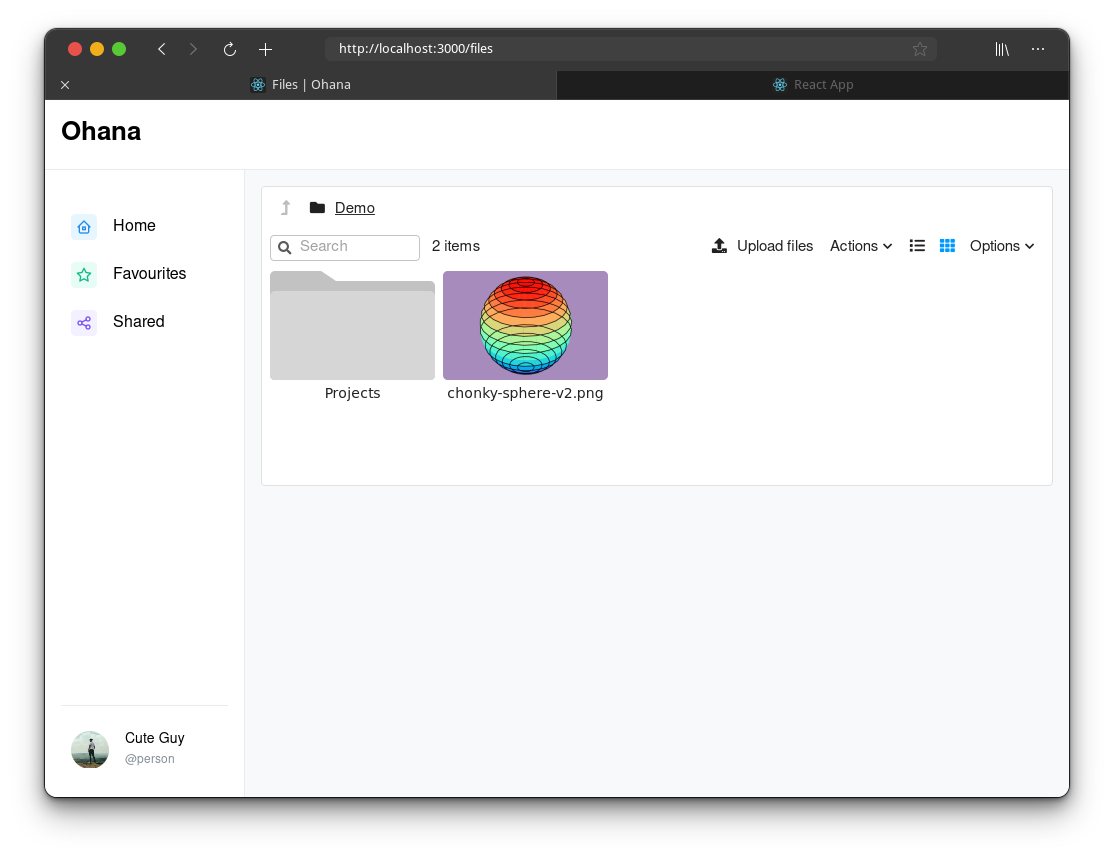 http://localhost:3000/files
Files | Ohana
React App
Ohana
Home
Favourites
Shared
Demo
Search
2 items
Upload files
Actions
Options
Projects
chonky-sphere-v2.png
Cute Guy
@person